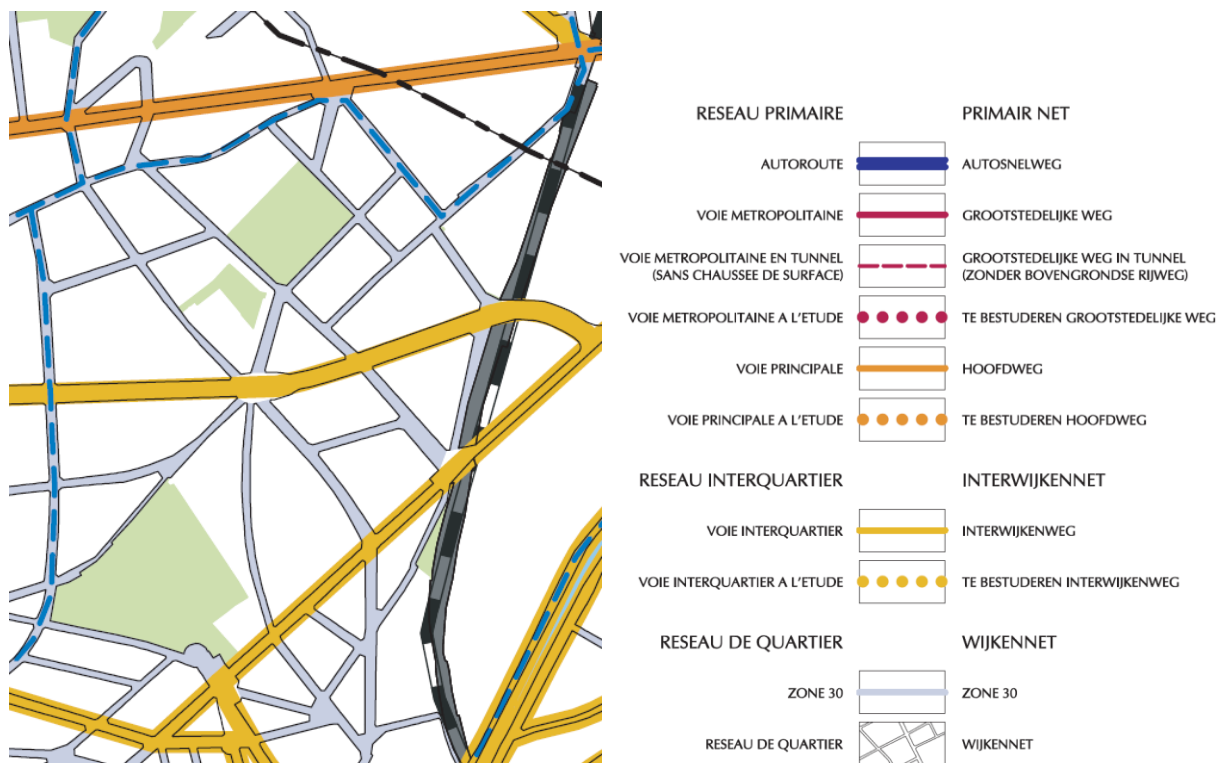 RESEAU PRIMAIRE PRIMAIR NET
AUTOROUTE AUTOSNELWEG
VOIE METROPOLITAINE GROOTSTEDELIJKE WEG
VOIE METROPOLITAINE EN TUNNEL GROOTSTEDELIJKE WEG IN TUNNEL
(SANS CHAUSSEE DE SURFACE) (ZONDER BOVENGRONDSE RIJWEG)
VOIE METROPOLITAINE A L'ETUDE TE BESTUDEREN GROOTSTEDELIJKE WEG
VOIE PRINCIPALE HOOFDWEG
VOIE PRINCIPALE A L'ETUDE TE BESTUDEREN HOOFDWEG
RESEAU INTERQUARTIER INTERWIJKENNET
VOIE INTERQUARTIER INTERWIJKENWEG
VOIE INTERQUARTIER A L'ETUDE TE BESTUDEREN INTERWIJKENWEG
RESEAU DE QUARTIER WIJKENNET
ZONE 30 ZONE 30
RESEAU DE QUARTIER WIJKENNET